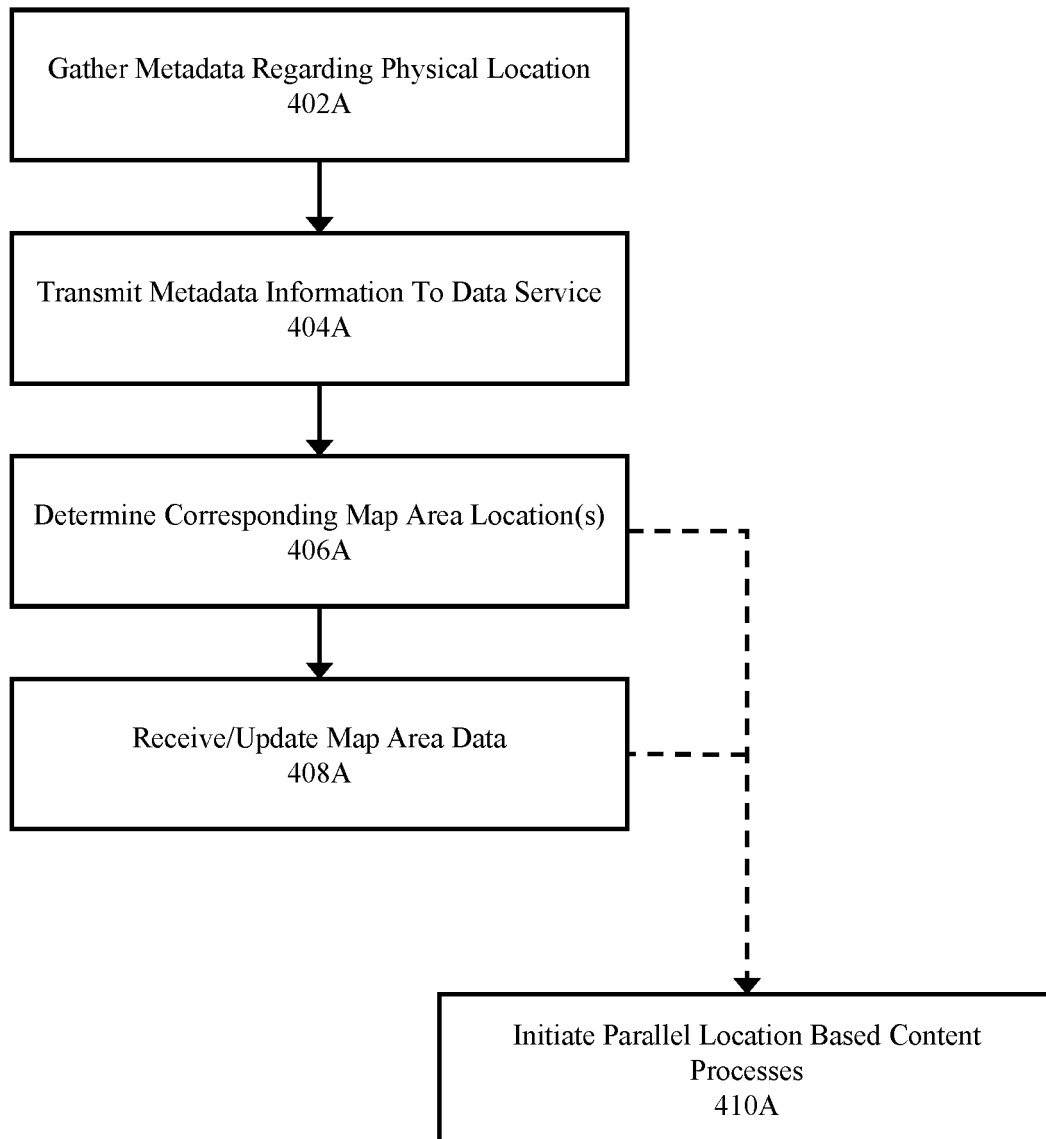 Gather Metadata Regarding Physical Location
402A
Transmit Metadata Information To Data Service
404A
Determine Corresponding Map Area Location(s)
406A
Receive/Update Map Area Data
408A
Initiate Parallel Location Based Content
Processes
410A